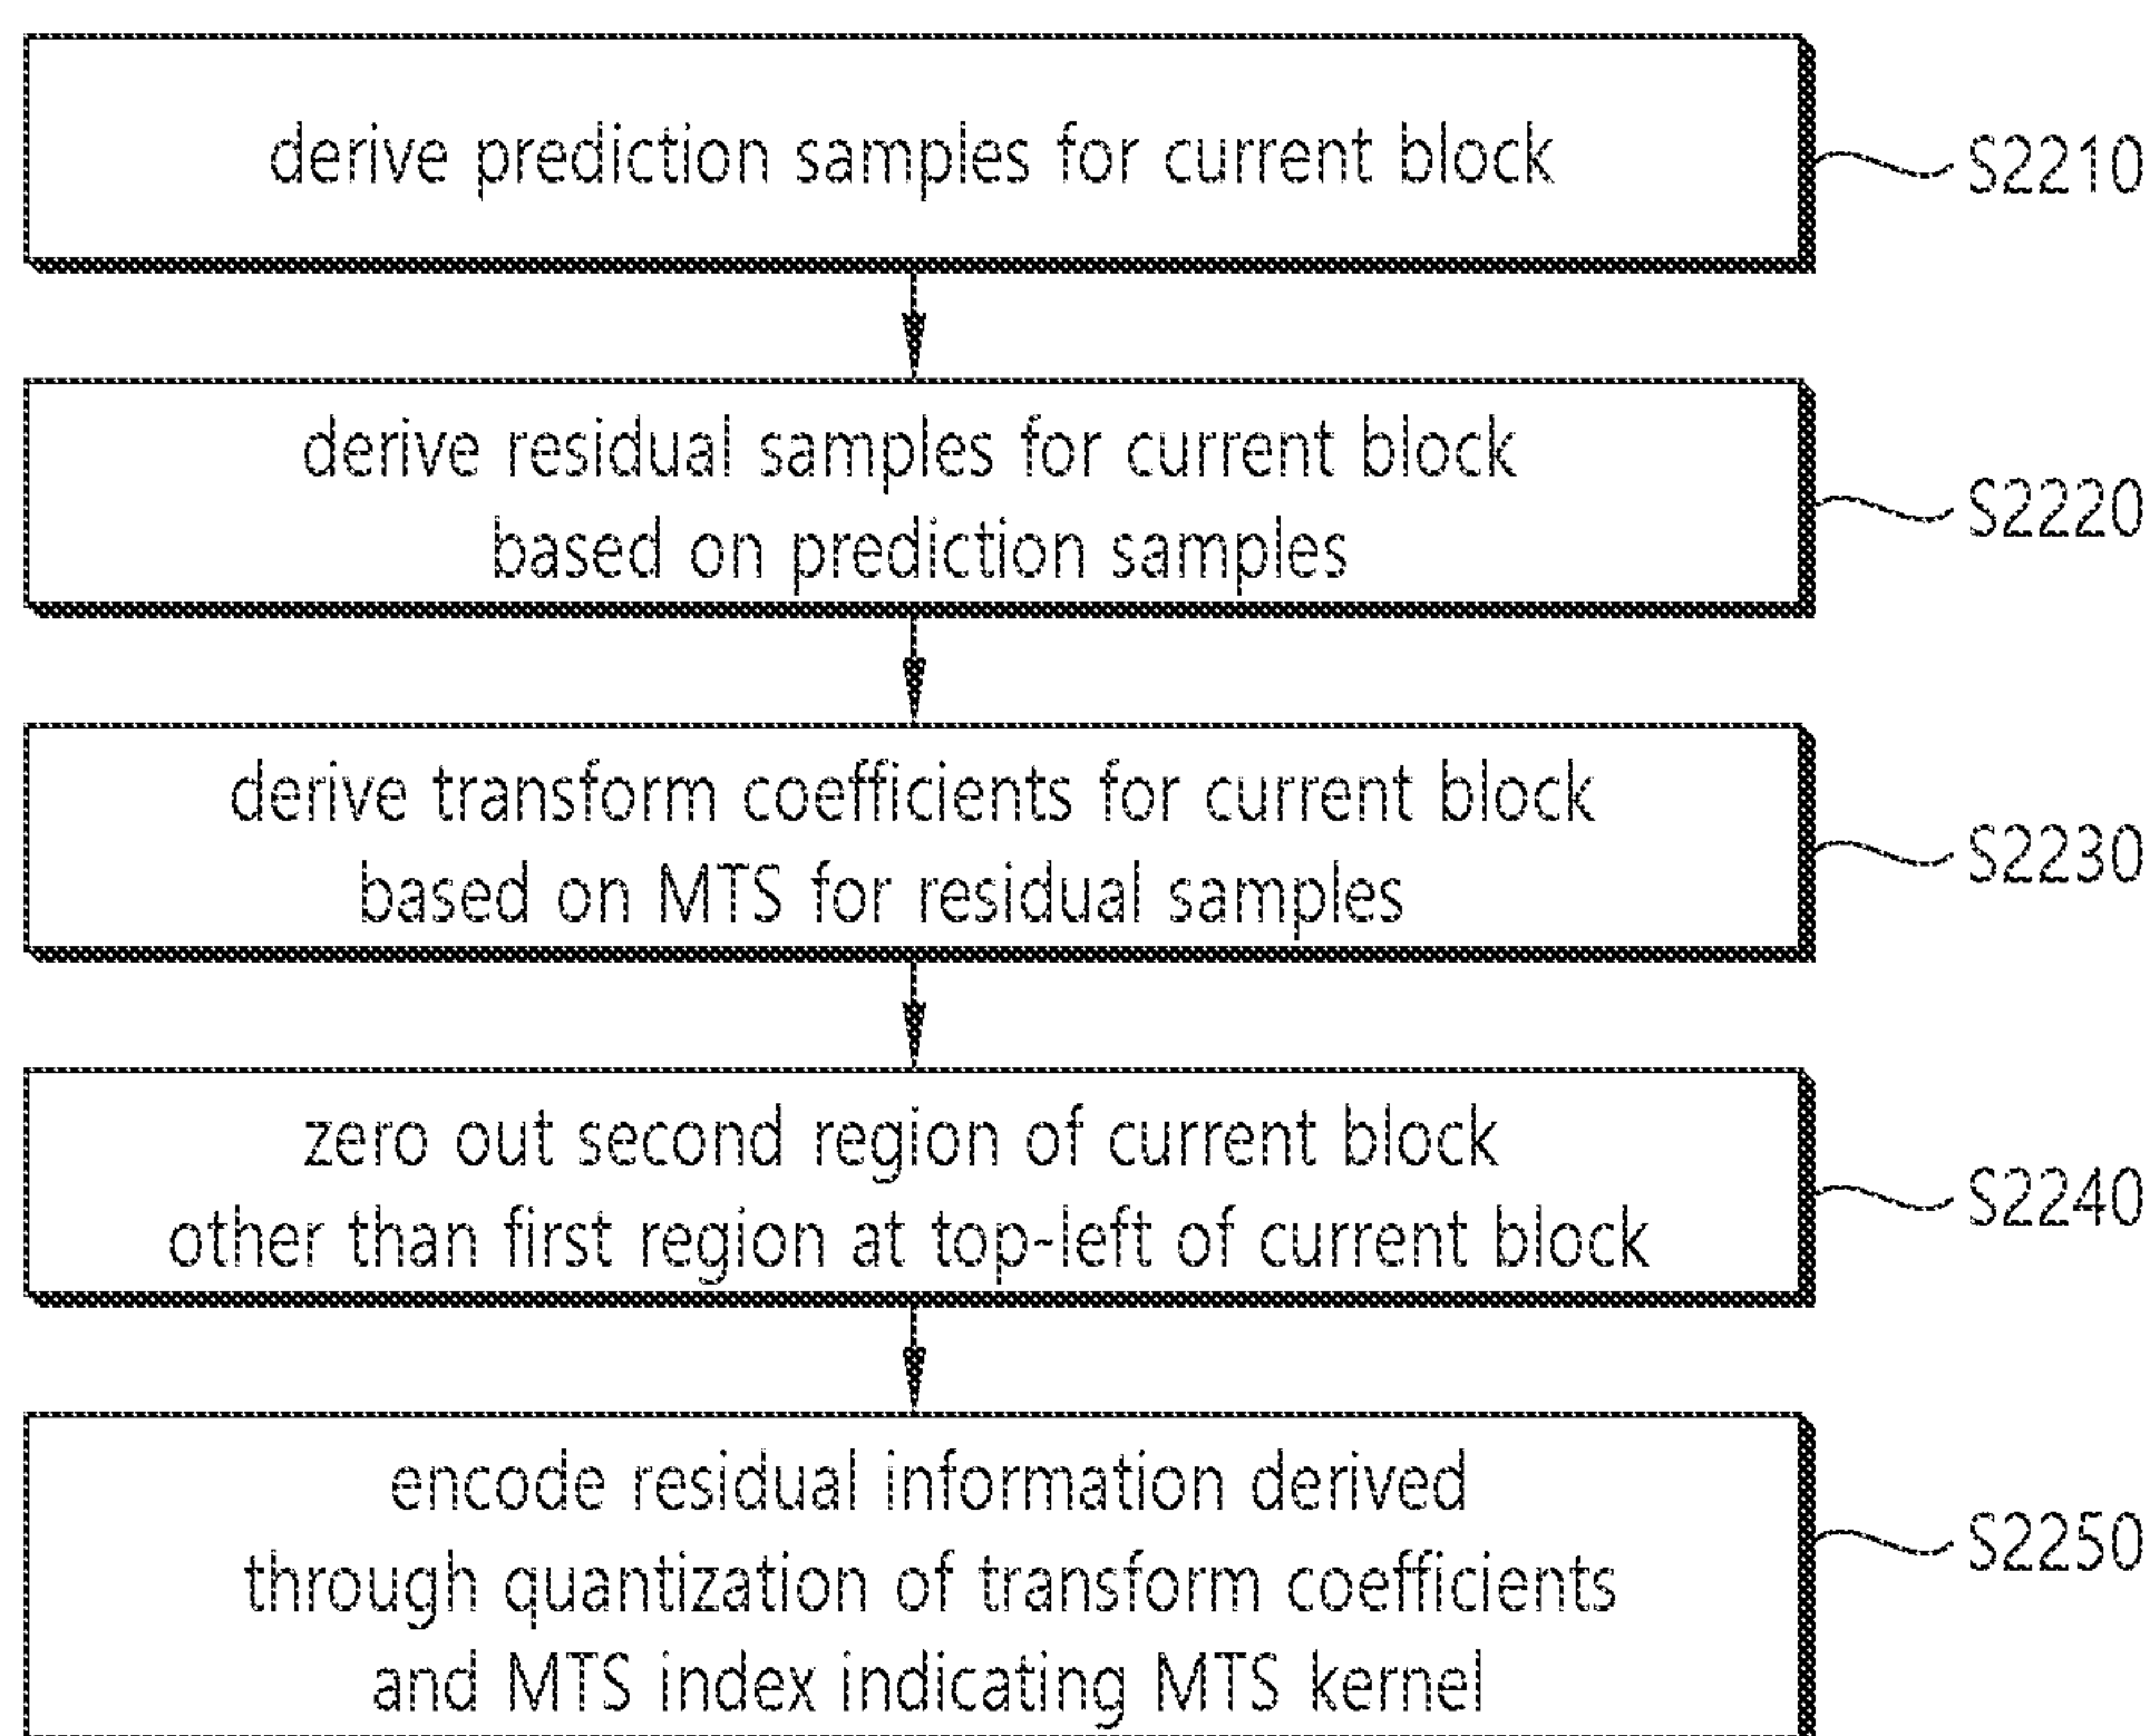 derive prediction samples for current block
S2210
derive residual samples for current block
based on prediction samples
S2220
derive transform coefficients for current block
based on MTS for residual samples
S2230
zero out second region of current block
other than first region at top-left of current block
S2240
encode residual information derived
through quantization of transform coefficients
and MTS index indicating MTS kernel
S2250